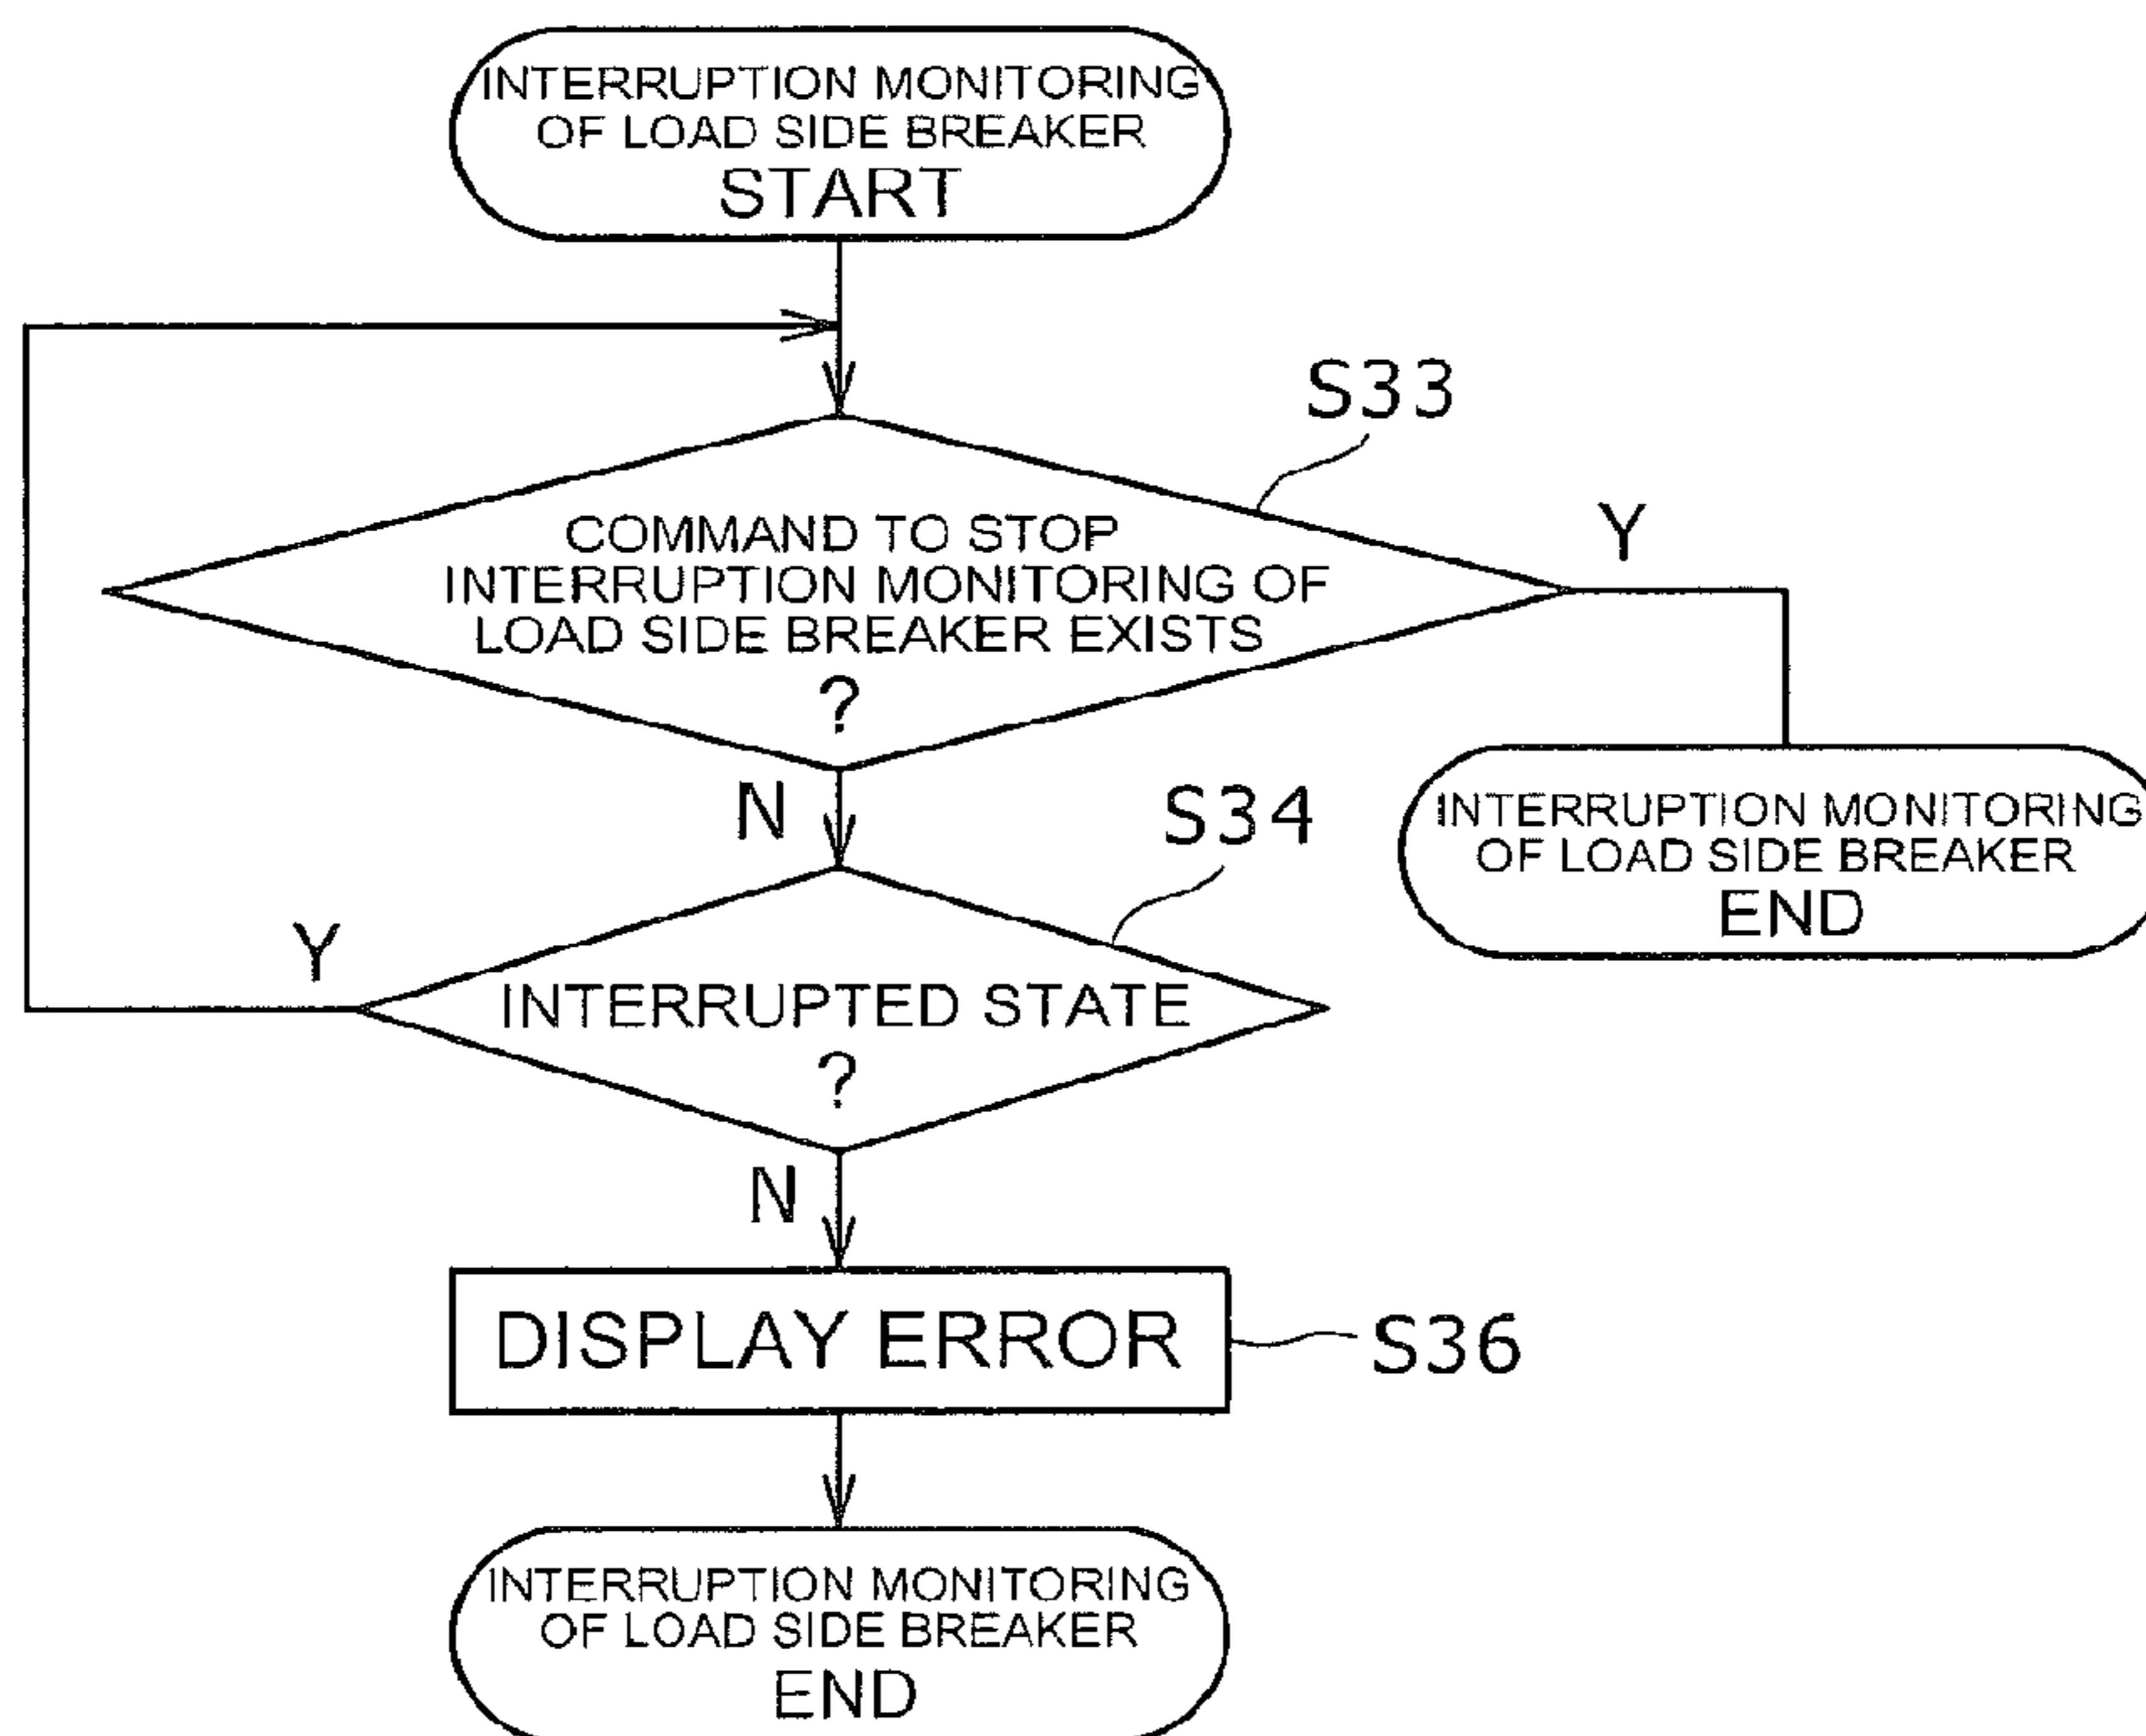 INTERRUPTION MONITORING
OF LOAD SIDE BREAKER
START
S33
COMMAND TO STOP
INTERRUPTION MONITORING OF
LOAD SIDE BREAKER EXISTS
?
Y
N
S34
INTERRUPTION MONITORING
OF LOAD SIDE BREAKER
END
Y
INTERRUPTED STATE
?
N
DISPLAY ERROR
S36
INTERRUPTION MONITORING
OF LOAD SIDE BREAKER
END